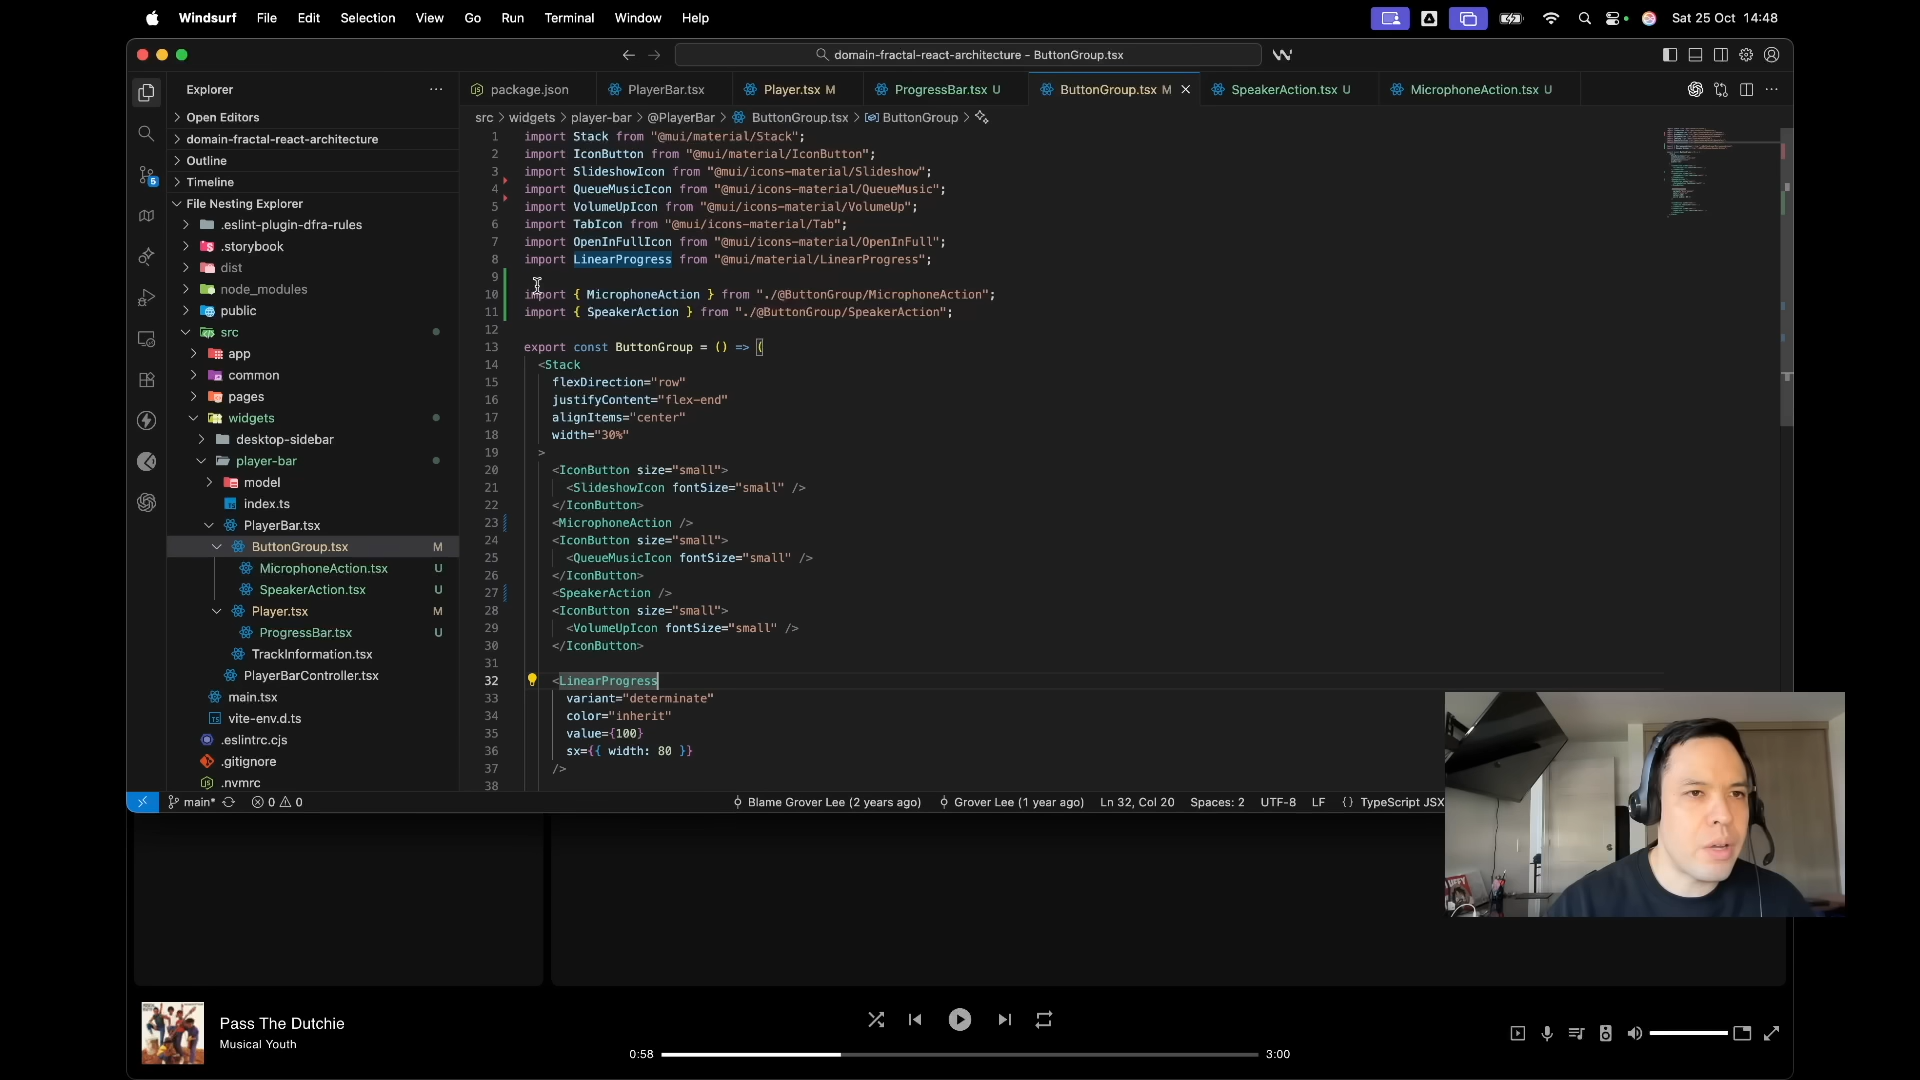 Windsurf File Edit Selection View Go Run Terminal Window Help
Sat 25 Oct 14:48
domain-fractal-react-architecture – ButtonGroup.tsx
Explorer
Open Editors
domain-fractal-react-architecture
Outline
Timeline
File Nesting Explorer
.eslint-plugin-dfra-rules
.storybook
dist
node_modules
public
src
app
common
pages
widgets
desktop-sidebar
player-bar
model
index.ts
PlayerBar.tsx
ButtonGroup.tsx M
MicrophoneAction.tsx U
SpeakerAction.tsx U
Player.tsx M
ProgressBar.tsx U
TrackInformation.tsx
PlayerBarController.tsx
main.tsx
vite-env.d.ts
.eslintrc.cjs
.gitignore
.nvmrc
5
package.json PlayerBar.tsx Player.tsx M ProgressBar.tsx U ButtonGroup.tsx M SpeakerAction.tsx U MicrophoneAction.tsx U
src > widgets > player-bar > @PlayerBar > ButtonGroup.tsx > ButtonGroup
1 import Stack from "@mui/material/Stack";
2 import IconButton from "@mui/material/IconButton";
3 import SlideshowIcon from "@mui/icons-material/Slideshow";
4 import QueueMusicIcon from "@mui/icons-material/QueueMusic";
5 import VolumeUpIcon from "@mui/icons-material/VolumeUp";
6 import TabIcon from "@mui/icons-material/Tab";
7 import OpenInFullIcon from "@mui/icons-material/OpenInFull";
8 import LinearProgress from "@mui/material/LinearProgress";
9
10 import { MicrophoneAction } from "./@ButtonGroup/MicrophoneAction";
11 import { SpeakerAction } from "./@ButtonGroup/SpeakerAction";
12
13 export const ButtonGroup = () => (
14 <Stack
15 flexDirection="row"
16 justifyContent="flex-end"
17 alignItems="center"
18 width="30%"
19 >
20 <IconButton size="small">
21 <SlideshowIcon fontSize="small" />
22 </IconButton>
23 <MicrophoneAction />
24 <IconButton size="small">
25 <QueueMusicIcon fontSize="small" />
26 </IconButton>
27 <SpeakerAction />
28 <IconButton size="small">
29 <VolumeUpIcon fontSize="small" />
30 </IconButton>
31
32 <LinearProgress
33 variant="determinate"
34 color="inherit"
35 value={100}
36 sx={{ width: 80 }}
37 />
38
main* 0 0 Blame Grover Lee (2 years ago) Grover Lee (1 year ago) Ln 32, Col 20 Spaces: 2 UTF-8 LF {} TypeScript JSX
Pass The Dutchie
Musical Youth
0:58
3:00